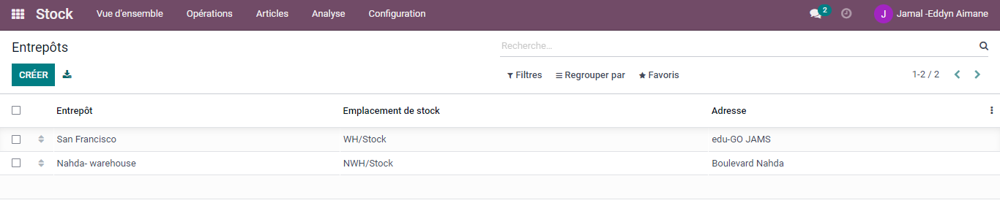 Stock Vue d'ensemble Opérations Articles Analyse Configuration 2 J Jamal -Eddyn Aimane
Entrepôts Recherche...
CRÉER Filtres Regrouper par Favoris 1-2 / 2
Entrepôt Emplacement de stock Adresse
San Francisco WH/Stock edu-GO JAMS
Nahda- warehouse NWH/Stock Boulevard Nahda